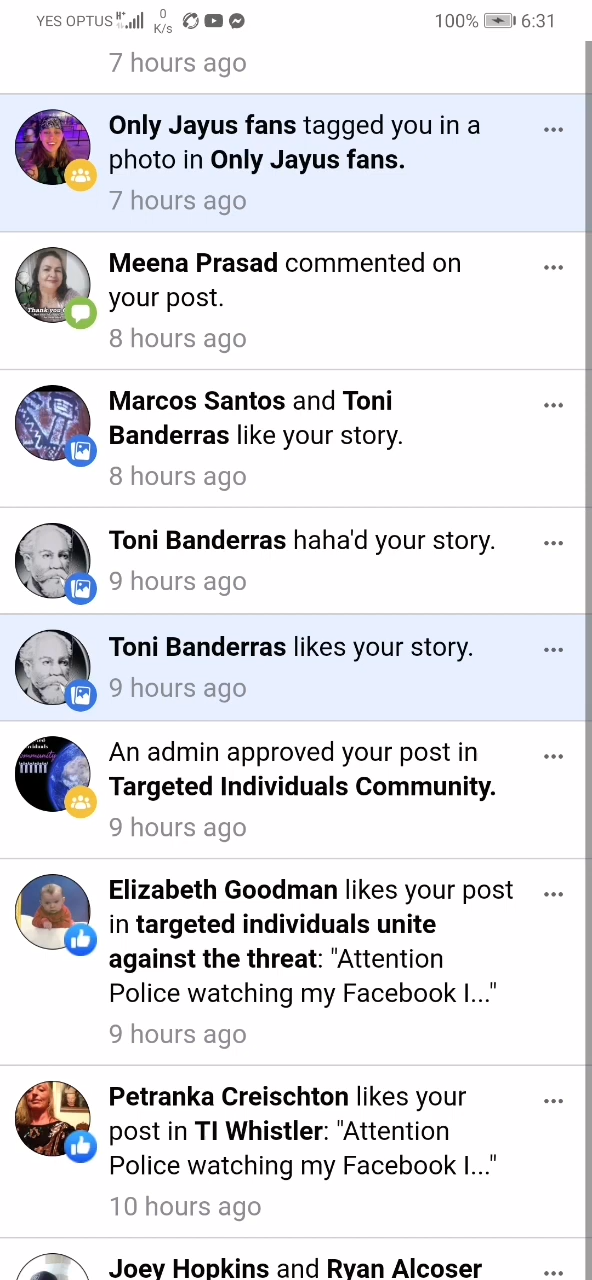 YES OPTUS H+ 0 K/s 100% 6:31
7 hours ago
Only Jayus fans tagged you in a
photo in Only Jayus fans.
7 hours ago
Meena Prasad commented on
your post.
8 hours ago
Thank you
Marcos Santos and Toni
Banderras like your story.
8 hours ago
Toni Banderras haha'd your story.
9 hours ago
Toni Banderras likes your story.
9 hours ago
An admin approved your post in
Targeted Individuals Community.
9 hours ago
Elizabeth Goodman likes your post
in targeted individuals unite
against the threat: "Attention
Police watching my Facebook I..."
9 hours ago
Petranka Creischton likes your
post in TI Whistler: "Attention
Police watching my Facebook I..."
10 hours ago
Joey Hopkins and Ryan Alcoser